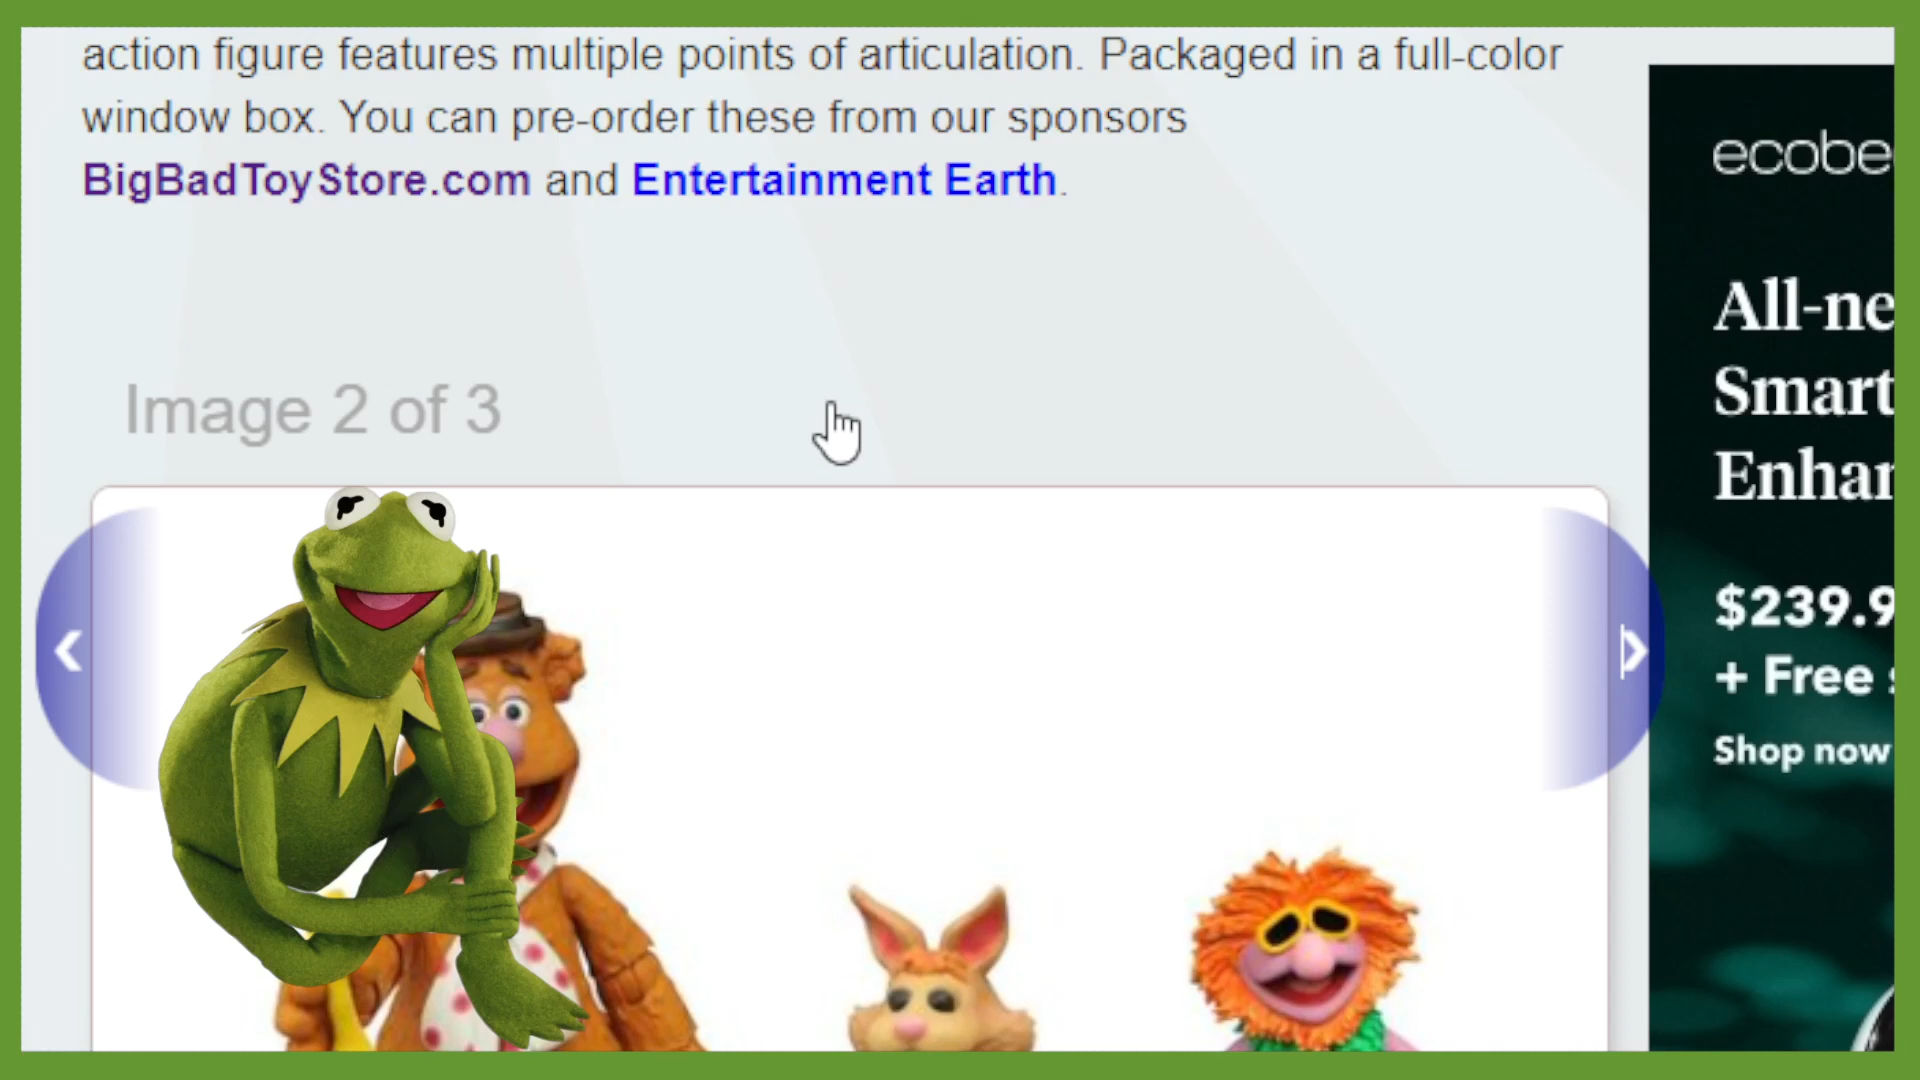 action figure features multiple points of articulation. Packaged in a full-color
window box. You can pre-order these from our sponsors
BigBadToyStore.com and Entertainment Earth.
Image 2 of 3
ecobe
All-ne
Smart
Enhan
$239.9
+ Free
Shop now